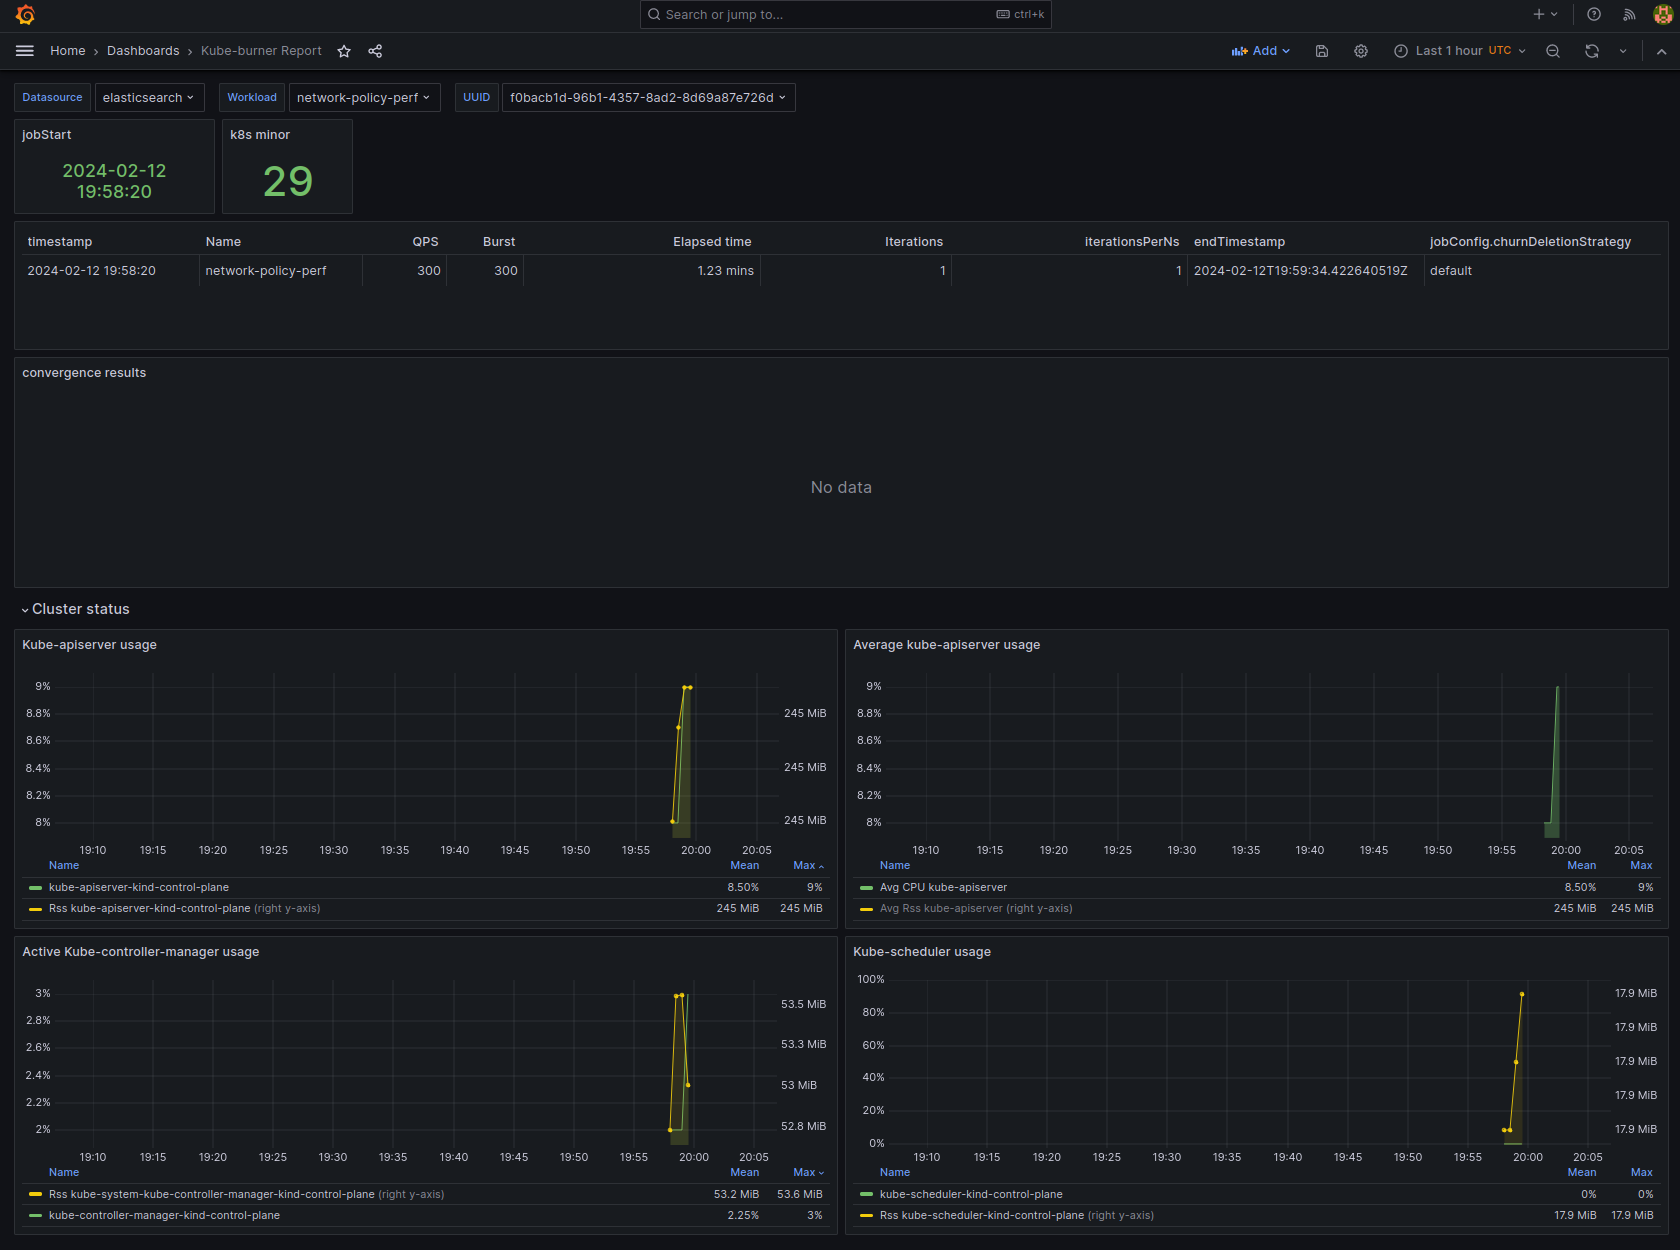 Search or jump to... ctrl+k
Home › Dashboards › Kube-burner Report Add Last 1 hour UTC
Datasource elasticsearch Workload network-policy-perf UUID f0bacb1d-96b1-4357-8ad2-8d69a87e726d
jobStart k8s minor
2024-02-12
19:58:20
29
timestamp Name QPS Burst Elapsed time Iterations iterationsPerNs endTimestamp jobConfig.churnDeletionStrategy
2024-02-12 19:58:20 network-policy-perf 300 300 1.23 mins 1 1 2024-02-12T19:59:34.422640519Z default
convergence results
No data
Cluster status
Kube-apiserver usage
9%
8.8% 245 MiB
8.6%
8.4% 245 MiB
8.2%
8% 245 MiB
19:10 19:15 19:20 19:25 19:30 19:35 19:40 19:45 19:50 19:55 20:00 20:05
Name Mean Max
kube-apiserver-kind-control-plane 8.50% 9%
Rss kube-apiserver-kind-control-plane (right y-axis) 245 MiB 245 MiB
Average kube-apiserver usage
9%
8.8%
8.6%
8.4%
8.2%
8%
19:10 19:15 19:20 19:25 19:30 19:35 19:40 19:45 19:50 19:55 20:00 20:05
Name Mean Max
Avg CPU kube-apiserver 8.50% 9%
Avg Rss kube-apiserver (right y-axis) 245 MiB 245 MiB
Active Kube-controller-manager usage
3% 53.5 MiB
2.8%
2.6% 53.3 MiB
2.4% 53 MiB
2.2%
2% 52.8 MiB
19:10 19:15 19:20 19:25 19:30 19:35 19:40 19:45 19:50 19:55 20:00 20:05
Name Mean Max
Rss kube-system-kube-controller-manager-kind-control-plane (right y-axis) 53.2 MiB 53.6 MiB
kube-controller-manager-kind-control-plane 2.25% 3%
Kube-scheduler usage
100% 17.9 MiB
80% 17.9 MiB
60% 17.9 MiB
40% 17.9 MiB
20% 17.9 MiB
0%
19:10 19:15 19:20 19:25 19:30 19:35 19:40 19:45 19:50 19:55 20:00 20:05
Name Mean Max
kube-scheduler-kind-control-plane 0% 0%
Rss kube-scheduler-kind-control-plane (right y-axis) 17.9 MiB 17.9 MiB